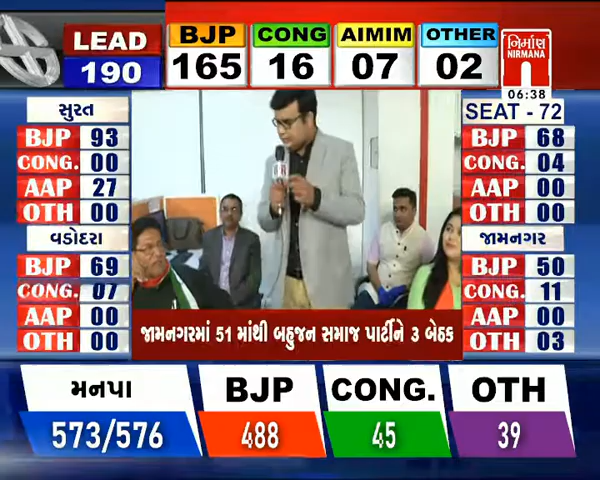 LEAD
190
BJP
165
CONG
16
AIMIM
07
OTHER
02
નિર્માણ
NIRMANA
06:38
સુરત
BJP 93
CONG. 00
AAP 27
OTH 00
વડોદરા
BJP 69
CONG. 07
AAP 00
OTH 00
SEAT - 72
BJP 68
CONG. 04
AAP 00
OTH 00
જામનગર
BJP 50
CONG. 11
AAP 00
OTH 03
જામનગરમાં 51 માંથી બહુજન સમાજ પાર્ટીને 3 બેઠક
મનપા
573/576
BJP
488
CONG.
45
OTH
39